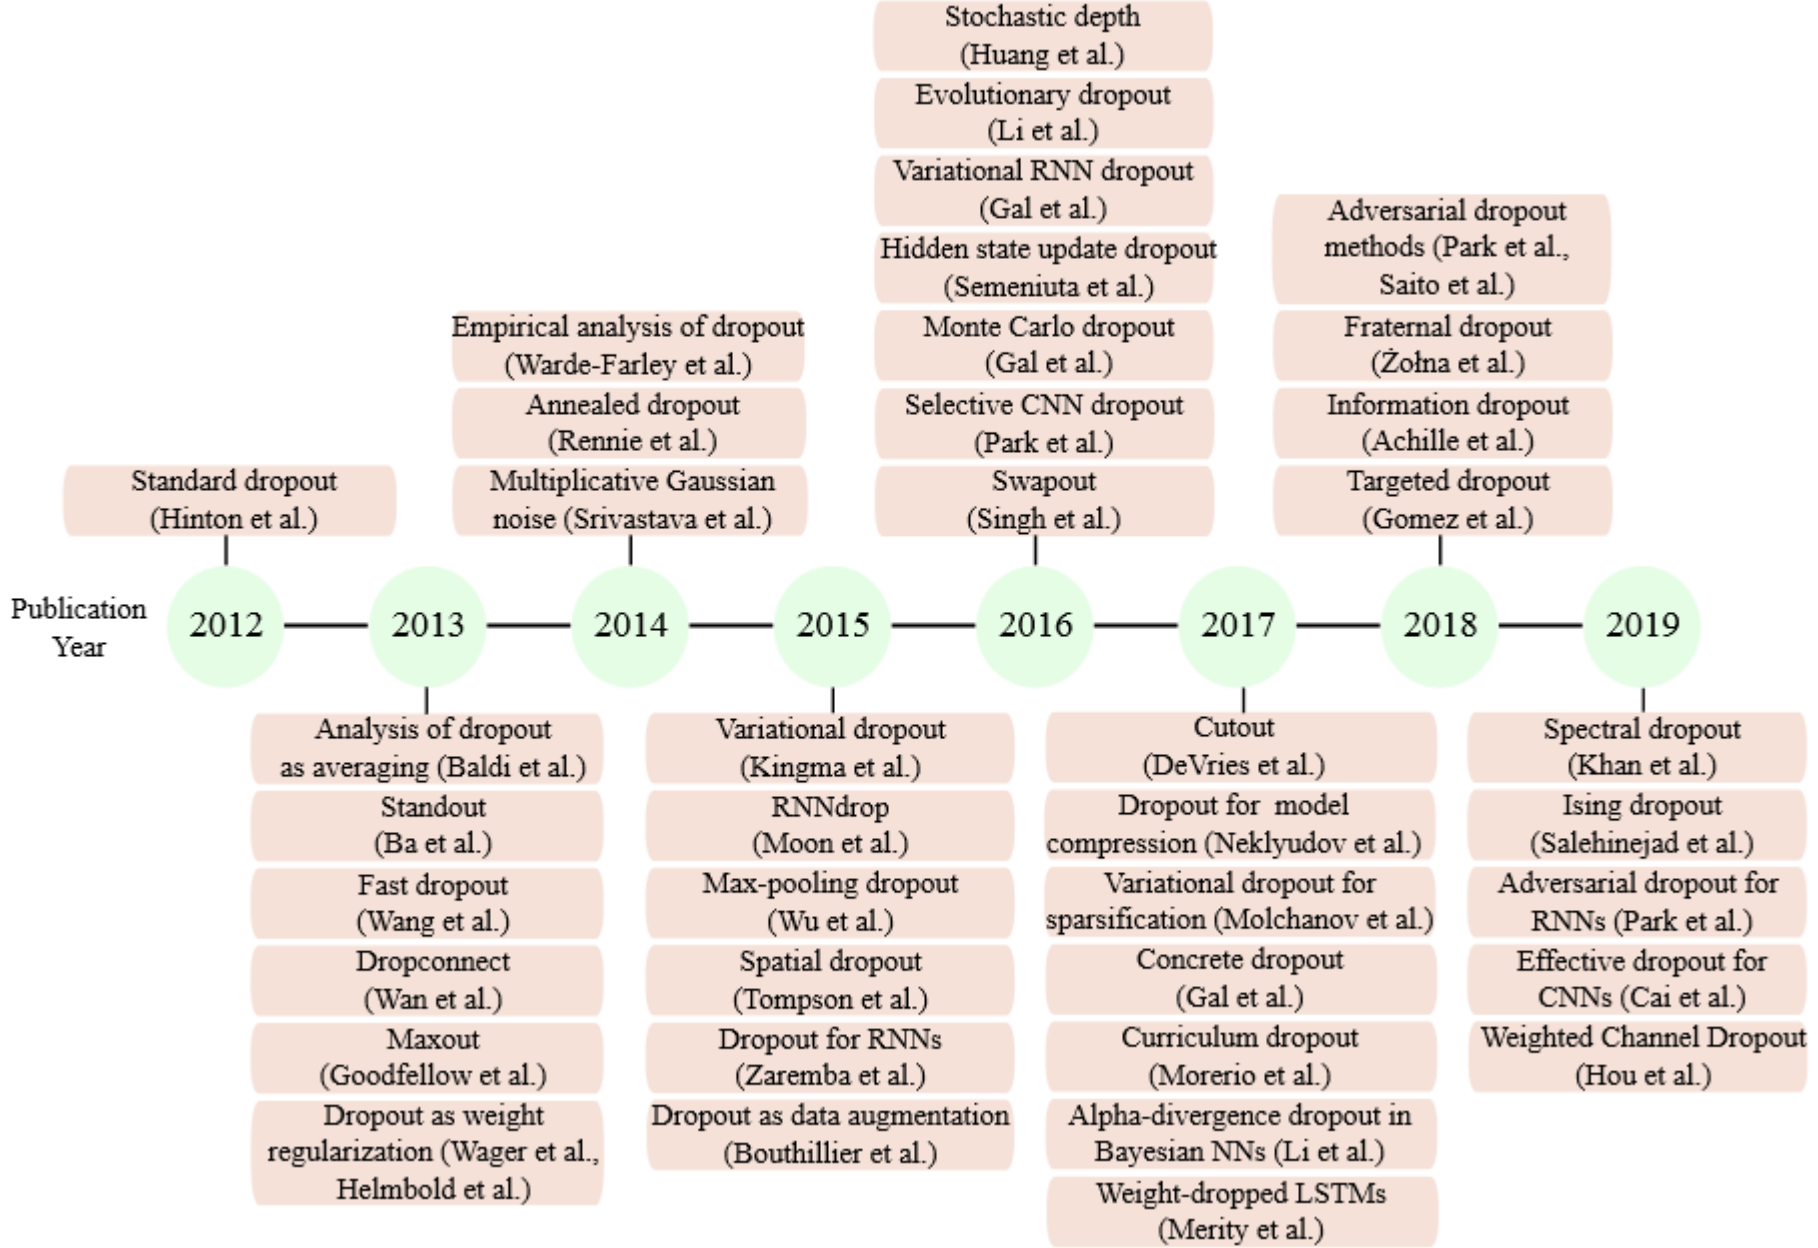 Stochastic depth
(Huang et al.)
Evolutionary dropout
(Li et al.)
Variational RNN dropout
(Gal et al.)
Hidden state update dropout
(Semeniuta et al.)
Monte Carlo dropout
(Gal et al.)
Selective CNN dropout
(Park et al.)
Swapout
(Singh et al.)
Adversarial dropout
methods (Park et al.,
Saito et al.)
Fraternal dropout
(Żołna et al.)
Information dropout
(Achille et al.)
Targeted dropout
(Gomez et al.)
Empirical analysis of dropout
(Warde-Farley et al.)
Annealed dropout
(Rennie et al.)
Multiplicative Gaussian
noise (Srivastava et al.)
Standard dropout
(Hinton et al.)
Publication
Year
2012
2013
2014
2015
2016
2017
2018
2019
Analysis of dropout
as averaging (Baldi et al.)
Standout
(Ba et al.)
Fast dropout
(Wang et al.)
Dropconnect
(Wan et al.)
Maxout
(Goodfellow et al.)
Dropout as weight
regularization (Wager et al.,
Helmbold et al.)
Variational dropout
(Kingma et al.)
RNNdrop
(Moon et al.)
Max-pooling dropout
(Wu et al.)
Spatial dropout
(Tompson et al.)
Dropout for RNNs
(Zaremba et al.)
Dropout as data augmentation
(Bouthillier et al.)
Cutout
(DeVries et al.)
Dropout for  model
compression (Neklyudov et al.)
Variational dropout for
sparsification (Molchanov et al.)
Concrete dropout
(Gal et al.)
Curriculum dropout
(Morerio et al.)
Alpha-divergence dropout in
Bayesian NNs (Li et al.)
Weight-dropped LSTMs
(Merity et al.)
Spectral dropout
(Khan et al.)
Ising dropout
(Salehinejad et al.)
Adversarial dropout for
RNNs (Park et al.)
Effective dropout for
CNNs (Cai et al.)
Weighted Channel Dropout
(Hou et al.)